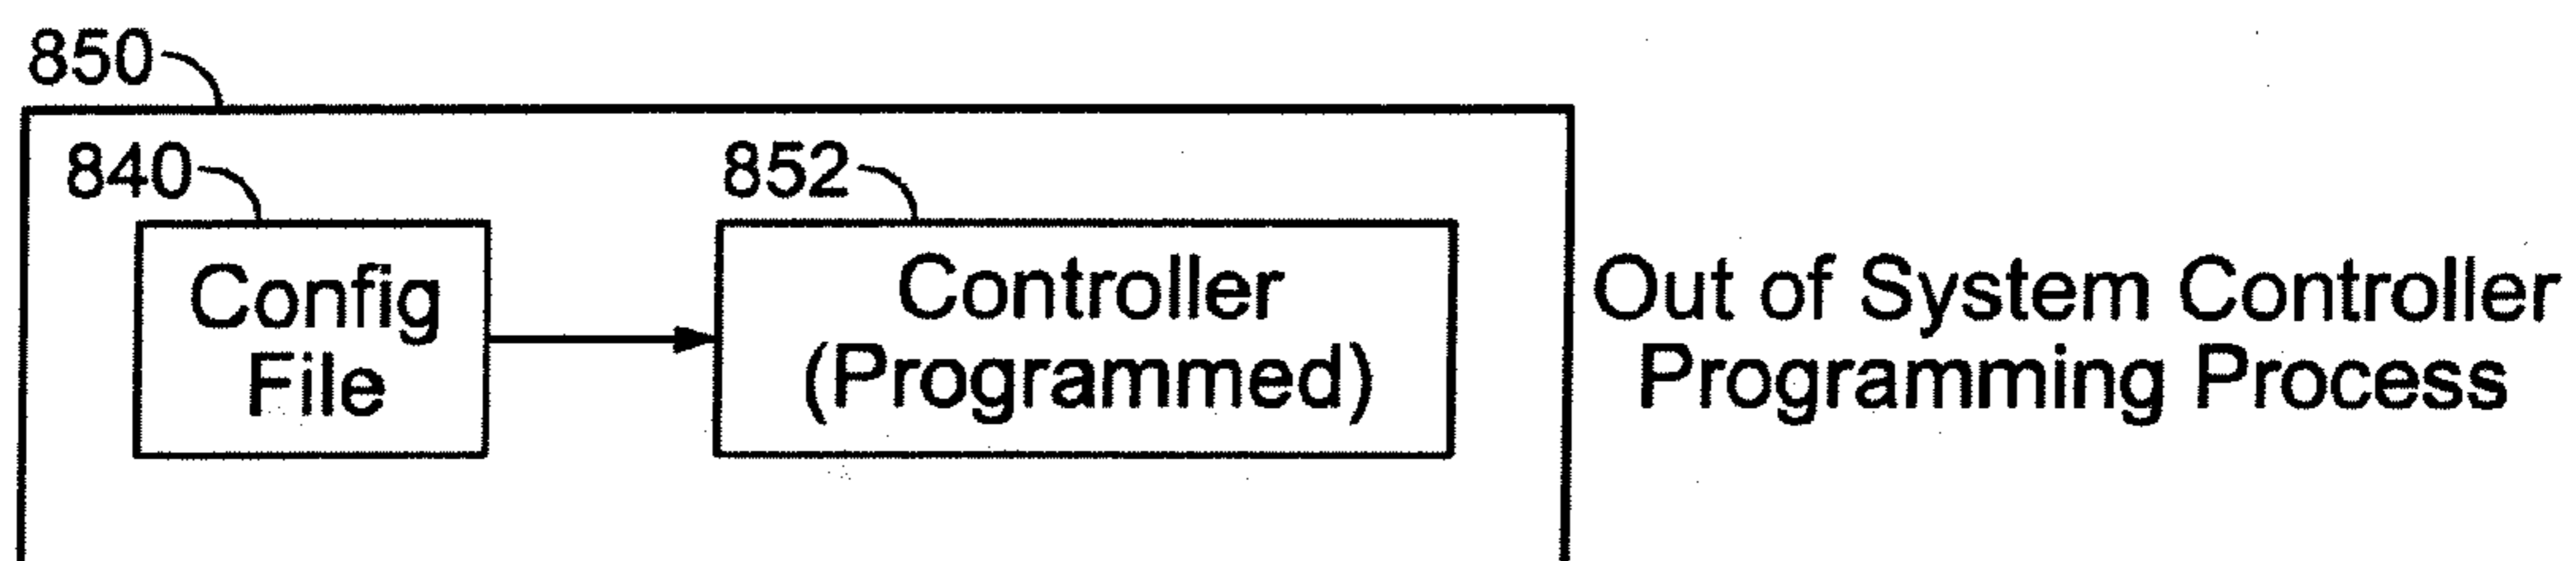 850
840
852
Config
File
Controller
(Programmed)
Out of System Controller
Programming Process